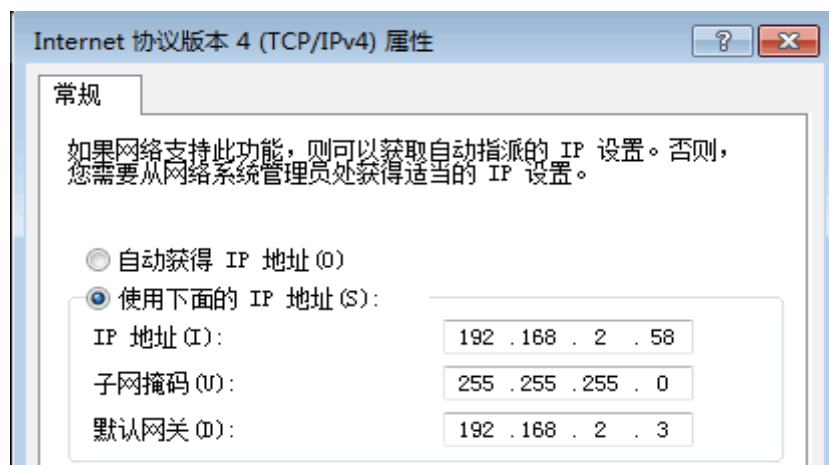 Internet 协议版本 4 (TCP/IPv4) 属性
常规
如果网络支持此功能，则可以获取自动指派的 IP 设置。否则，
您需要从网络系统管理员处获得适当的 IP 设置。
自动获得 IP 地址(O)
使用下面的 IP 地址(S):
IP 地址(I): 192 .168 . 2 . 58
子网掩码(U): 255 .255 .255 . 0
默认网关(D): 192 .168 . 2 . 3